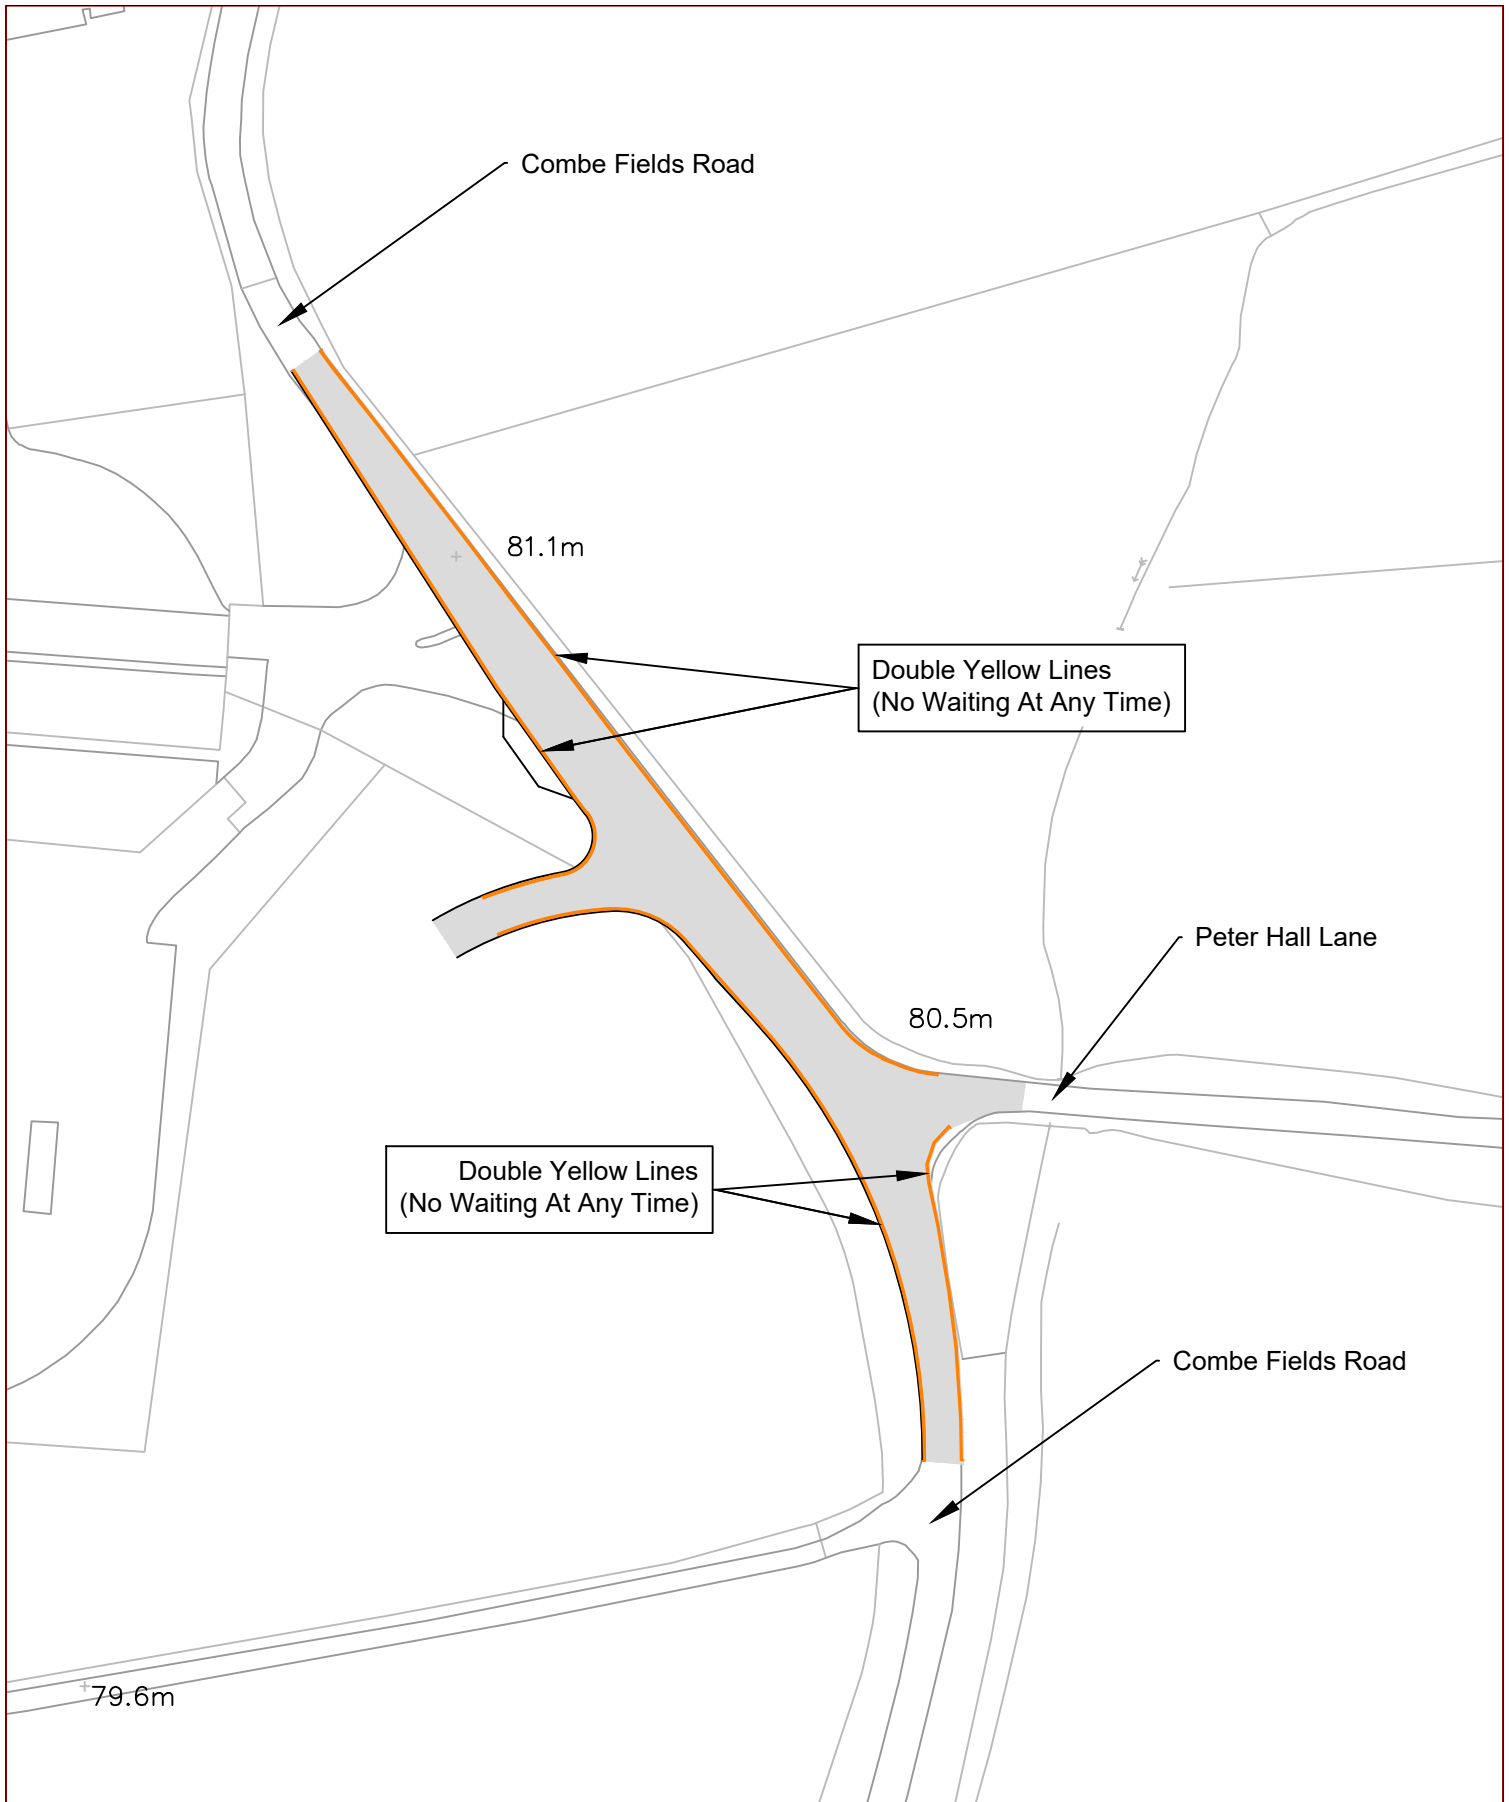 Combe Fields Road
81.1m
Double Yellow Lines
(No Waiting At Any Time)
Peter Hall Lane
80.5m
Double Yellow Lines
(No Waiting At Any Time)
Combe Fields Road
79.6m